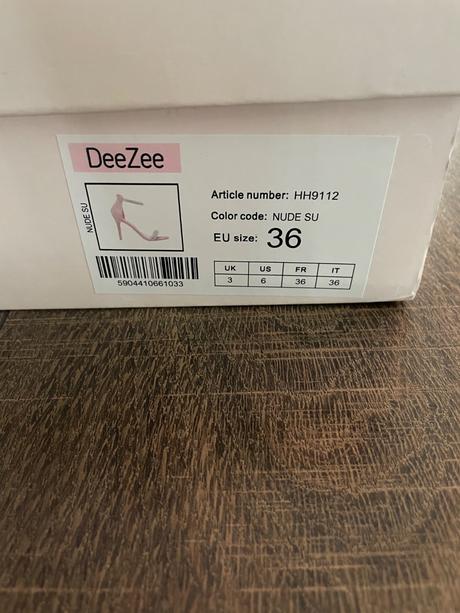 DeeZee
NUDE SU
Article number: HH9112
Color code: NUDE SU
EU size: 36
UK US FR IT
3 6 36 36
5904410661033